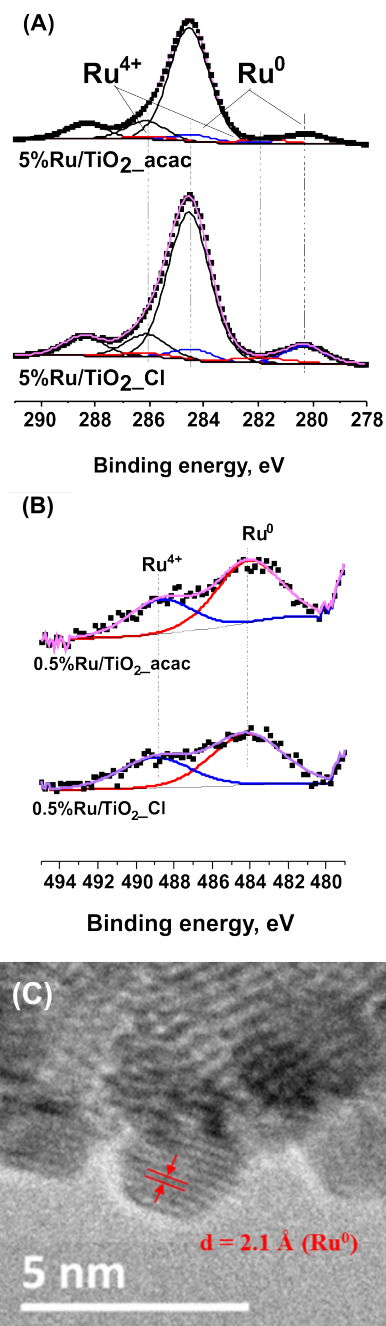 (A)
Ru4+ Ru0
5%Ru/TiO2_acac
5%Ru/TiO2_Cl
290 288 286 284 282 280 278
Binding energy, eV
(B)
Ru4+ Ru0
0.5%Ru/TiO2_acac
0.5%Ru/TiO2_Cl
494 492 490 488 486 484 482 480
Binding energy, eV
(C)
d = 2.1 Å (Ru0)
5 nm